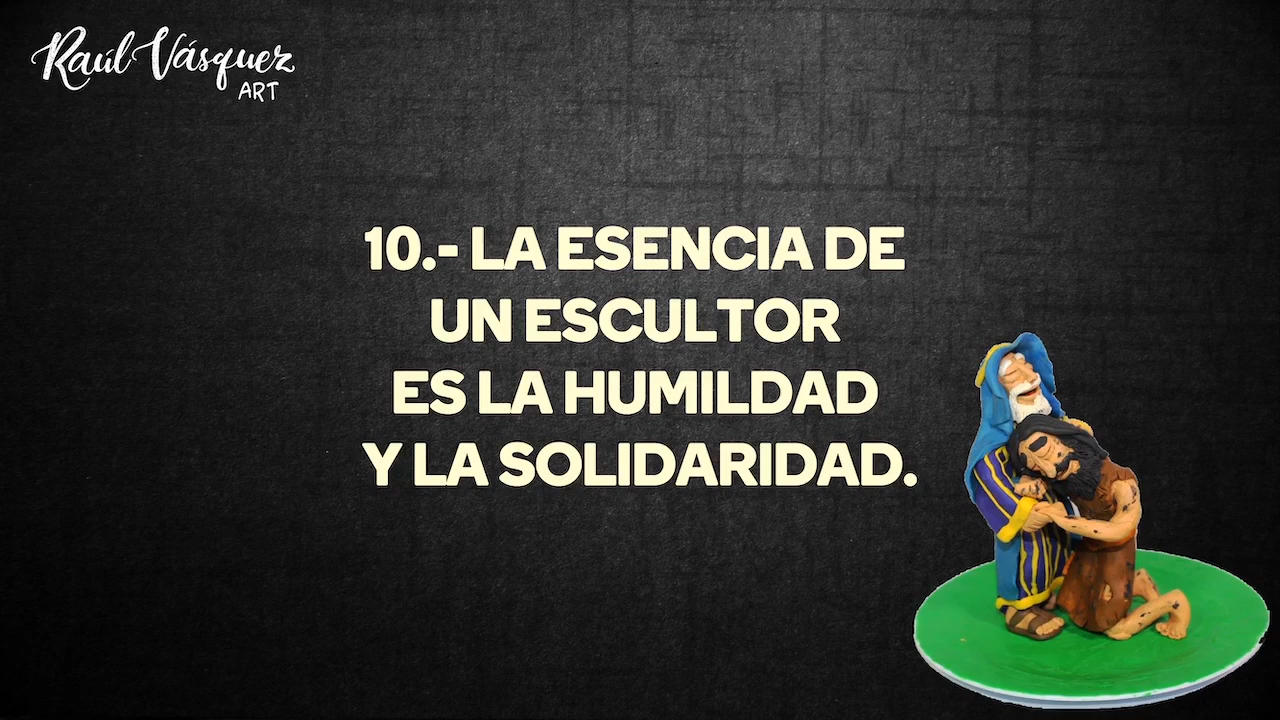 Raúl Vásquez
ART
10.- LA ESENCIA DE
UN ESCULTOR
ES LA HUMILDAD
Y LA SOLIDARIDAD.